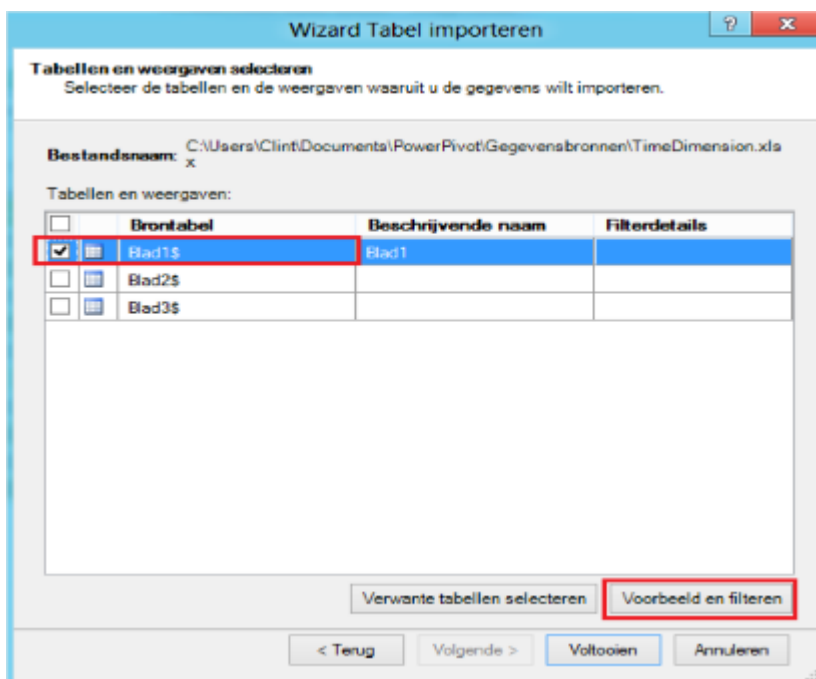 Wizard Tabel importeren
?
x
Tabellen en weergaven selecteren
Selecteer de tabellen en de weergaven waaruit u de gegevens wilt importeren.
Bestandsnaam: C:\Users\Clint\Documents\PowerPivot\Gegevensbronnen\TimeDimension.xls
x
Tabellen en weergaven:
Brontabel Beschrijvende naam Filterdetails
Blad1$ Blad1
Blad2$
Blad3$
Verwante tabellen selecteren Voorbeeld en filteren
< Terug Volgende > Voltooien Annuleren